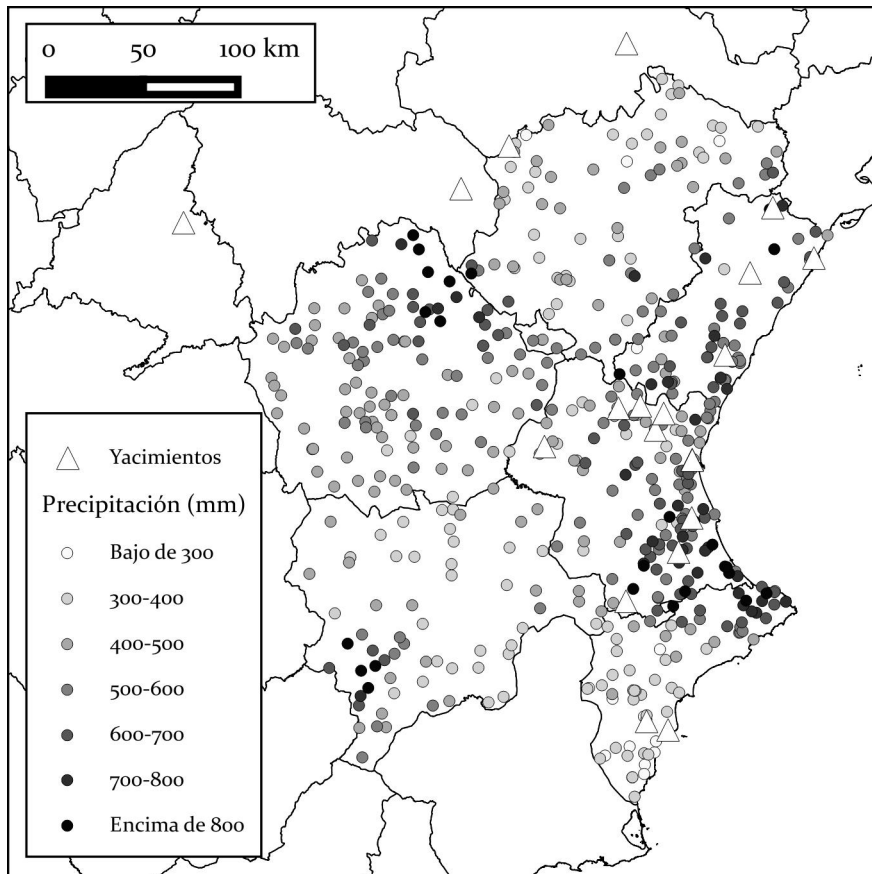 0 50 100 km
Yacimientos
Precipitación (mm)
Bajo de 300
300-400
400-500
500-600
600-700
700-800
Encima de 800